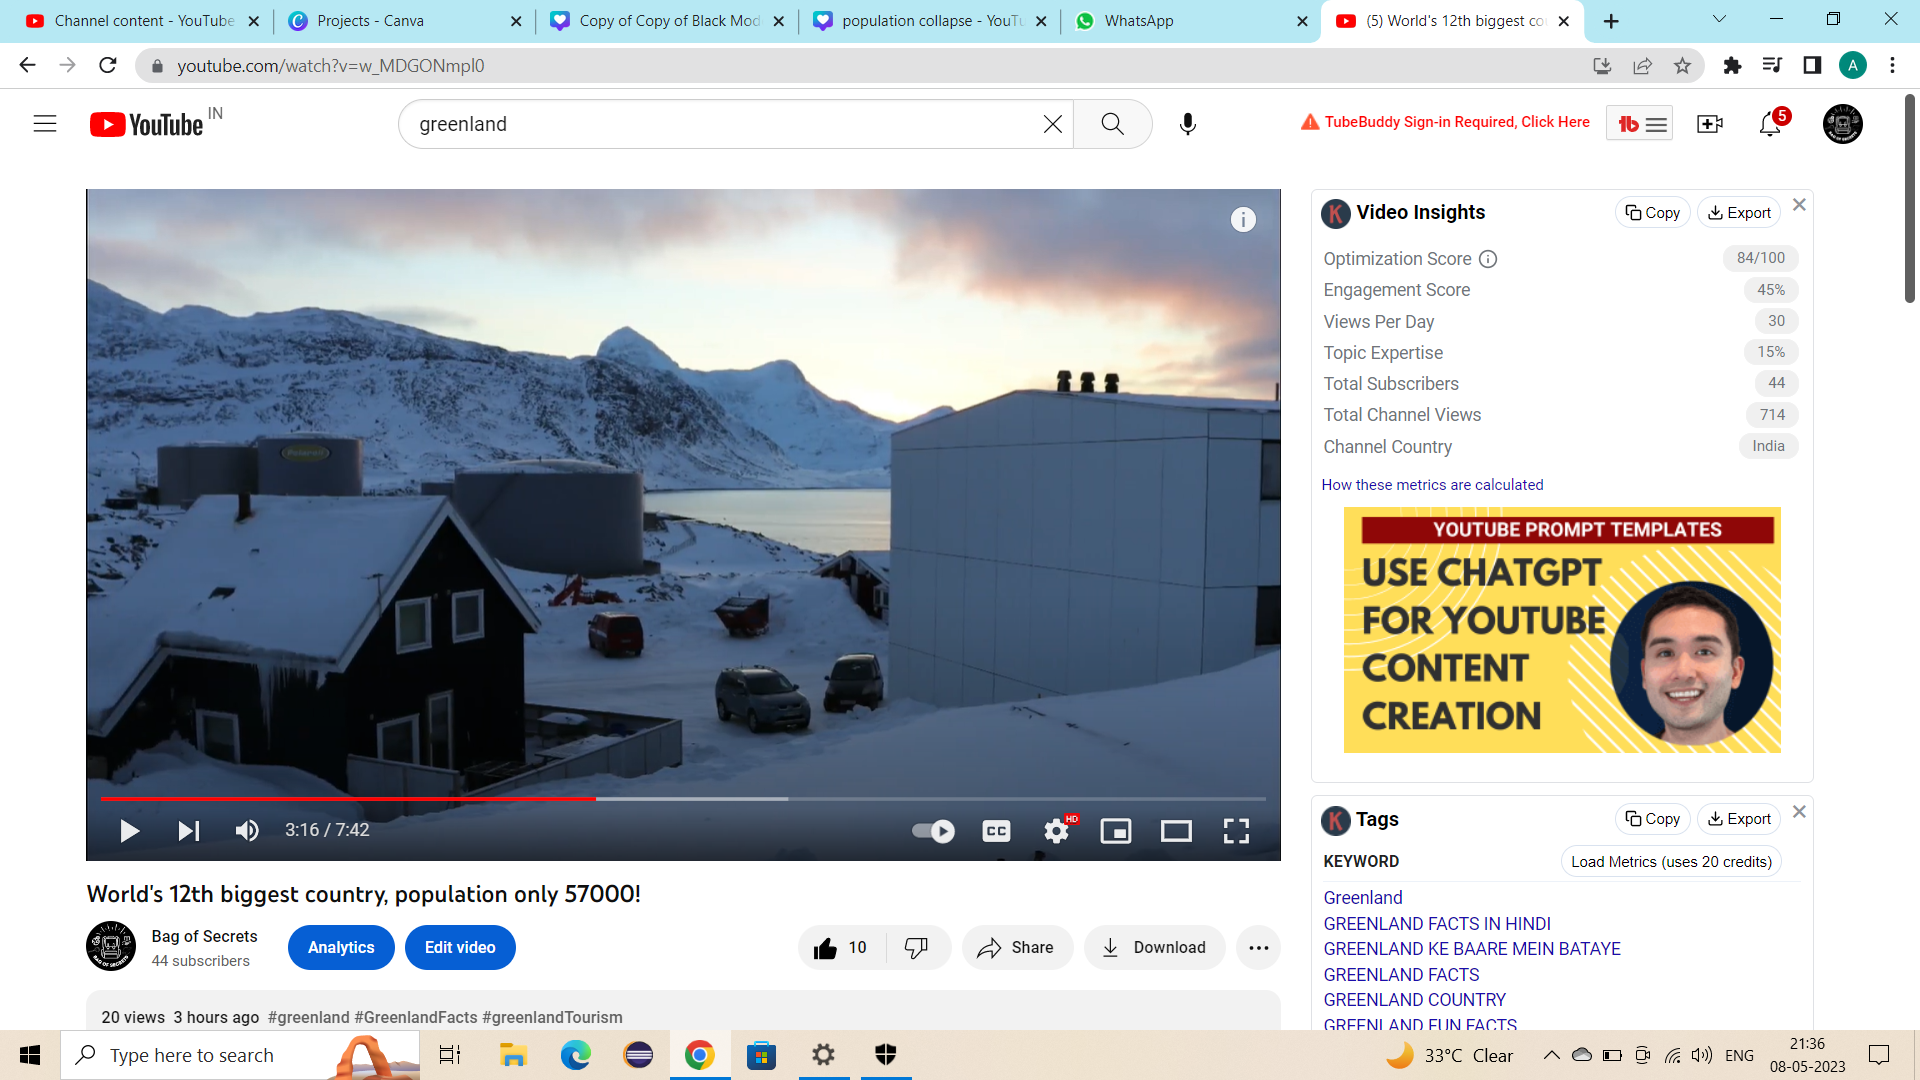 Channel content - YouTube
Projects - Canva
Copy of Copy of Black Mod
population collapse - YouTu
WhatsApp
(5) World's 12th biggest co
youtube.com/watch?v=w_MDGONmpl0
A
YouTube IN
greenland
TubeBuddy Sign-in Required, Click Here
tb
5
Video Insights
Copy
Export
Optimization Score
84/100
Engagement Score
45%
Views Per Day
30
Topic Expertise
15%
Total Subscribers
44
Total Channel Views
714
Channel Country
India
How these metrics are calculated
YOUTUBE PROMPT TEMPLATES
USE CHATGPT
FOR YOUTUBE
CONTENT
CREATION
3:16 / 7:42
CC
HD
World's 12th biggest country, population only 57000!
Bag of Secrets
44 subscribers
Analytics
Edit video
10
Share
Download
20 views 3 hours ago #greenland #GreenlandFacts #greenlandTourism
K
Tags
Copy
Export
KEYWORD
Load Metrics (uses 20 credits)
Greenland
GREENLAND FACTS IN HINDI
GREENLAND KE BAARE MEIN BATAYE
GREENLAND FACTS
GREENLAND COUNTRY
GREENLAND FUN FACTS
Type here to search
33°C Clear
ENG
21:36
08-05-2023